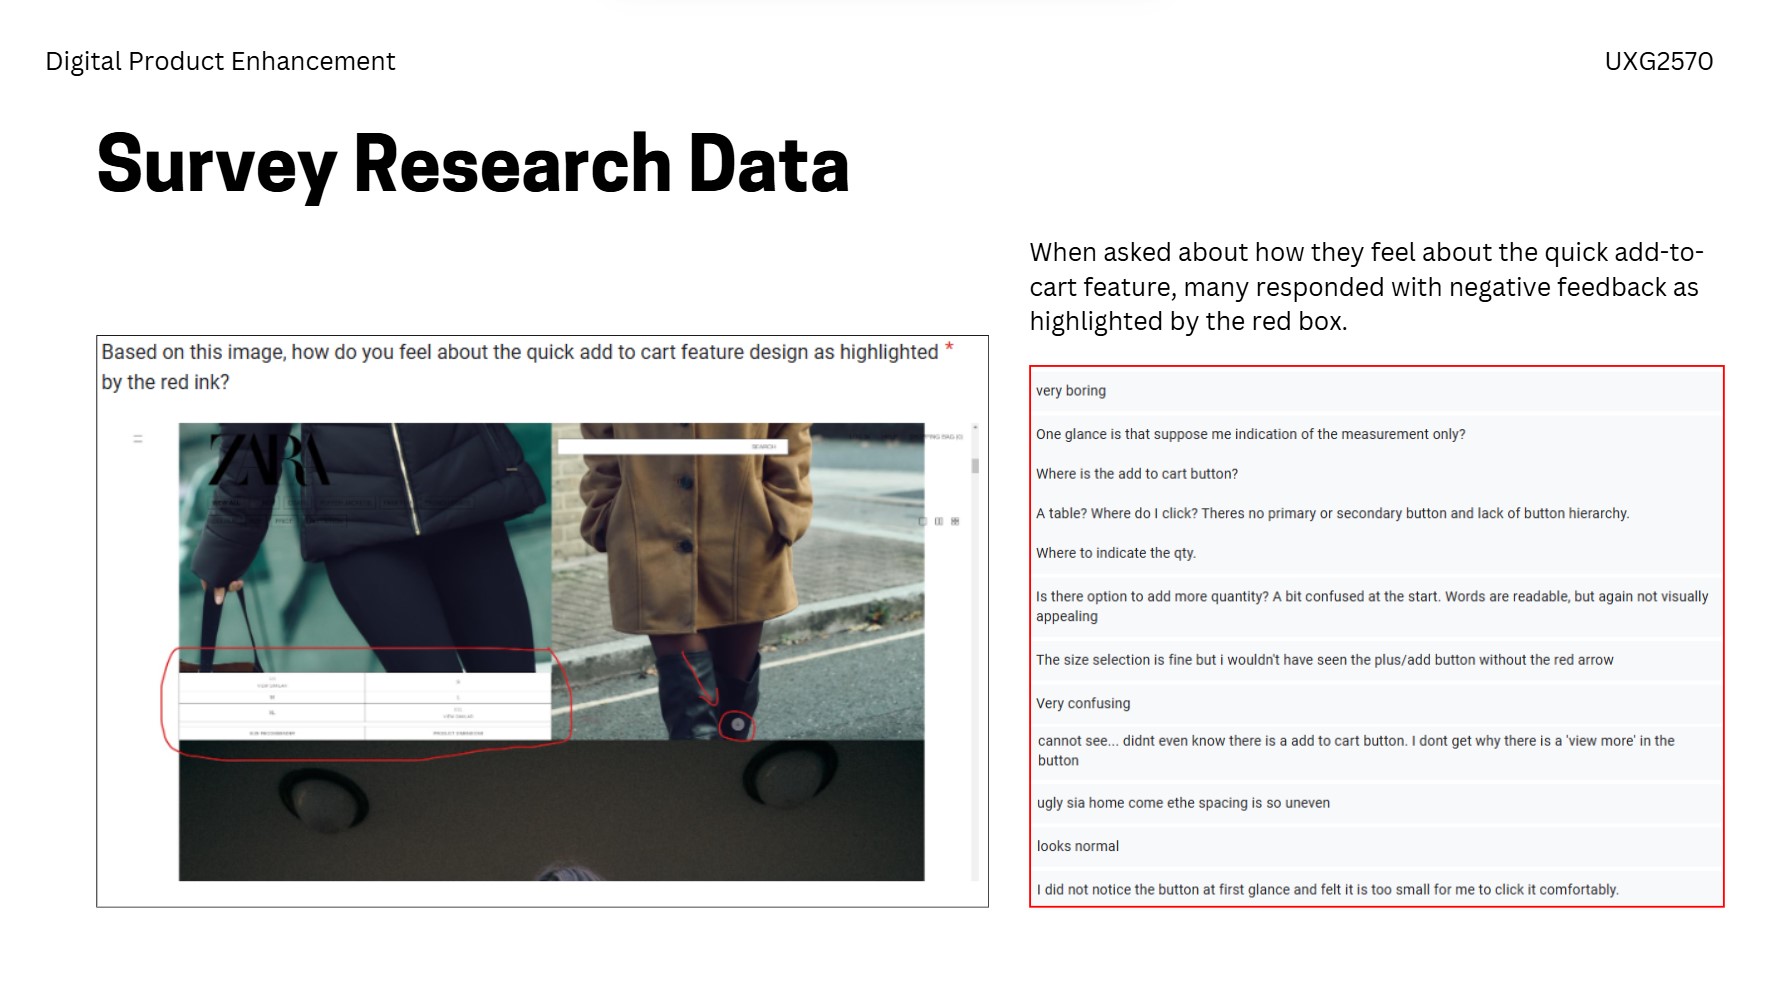 Digital Product Enhancement
UXG2570
Survey Research Data
When asked about how they feel about the quick add-to-
cart feature, many responded with negative feedback as
highlighted by the red box.
Based on this image, how do you feel about the quick add to cart feature design as highlighted *
by the red ink?
ZARA
SEARCH
very boring
One glance is that suppose me indication of the measurement only?
Where is the add to cart button?
A table? Where do I click? Theres no primary or secondary button and lack of button hierarchy.
Where to indicate the qty.
Is there option to add more quantity? A bit confused at the start. Words are readable, but again not visually
appealing
The size selection is fine but i wouldn't have seen the plus/add button without the red arrow
Very confusing
cannot see... didnt even know there is a add to cart button. I dont get why there is a 'view more' in the
button
ugly sia home come ethe spacing is so uneven
looks normal
I did not notice the button at first glance and felt it is too small for me to click it comfortably.